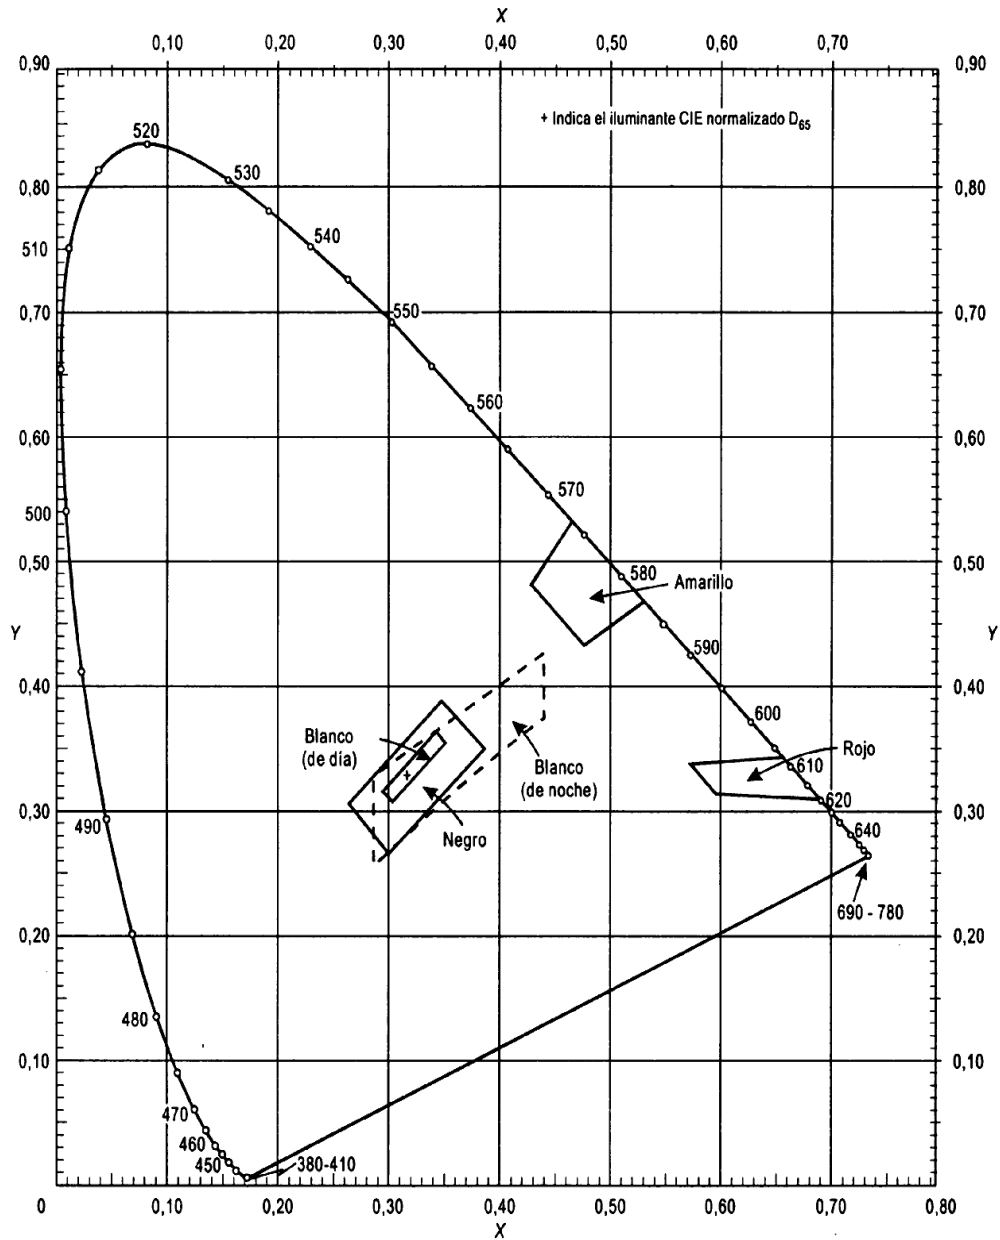 X
0,10 0,20 0,30 0,40 0,50 0,60 0,70
0,90 0,90
+ Indica el iluminante CIE normalizado D65
520
530
0,80 0,80
540
510
550
0,70 0,70
560
0,60 0,60
570
500
0,50 0,50
580
Amarillo
Y Y
590
0,40 0,40
600
Blanco
(de día)
Rojo
Blanco
(de noche)
610
620
0,30 0,30
490
Negro
640
690 - 780
0,20 0,20
480
0,10 0,10
470
460
450
380-410
0 0,10 0,20 0,30 0,40 0,50 0,60 0,70 0,80
X